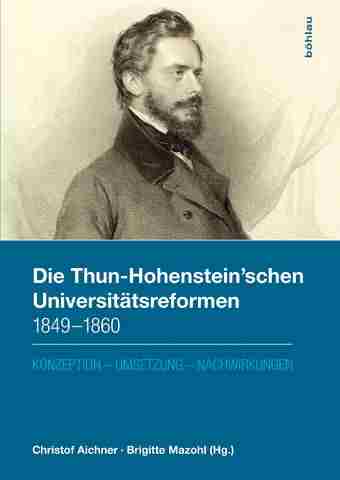 böhlau
Die Thun-Hohenstein'schen
Universitätsreformen
1849–1860
KONZEPTION – UMSETZUNG – NACHWIRKUNGEN
Christof Aichner · Brigitte Mazohl (Hg.)